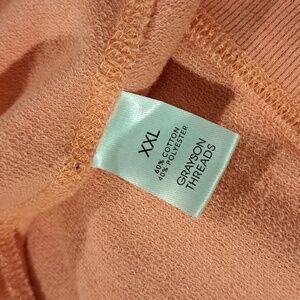 XXL
60% COTTON
40% POLYESTER
GRAYSON
THREADS